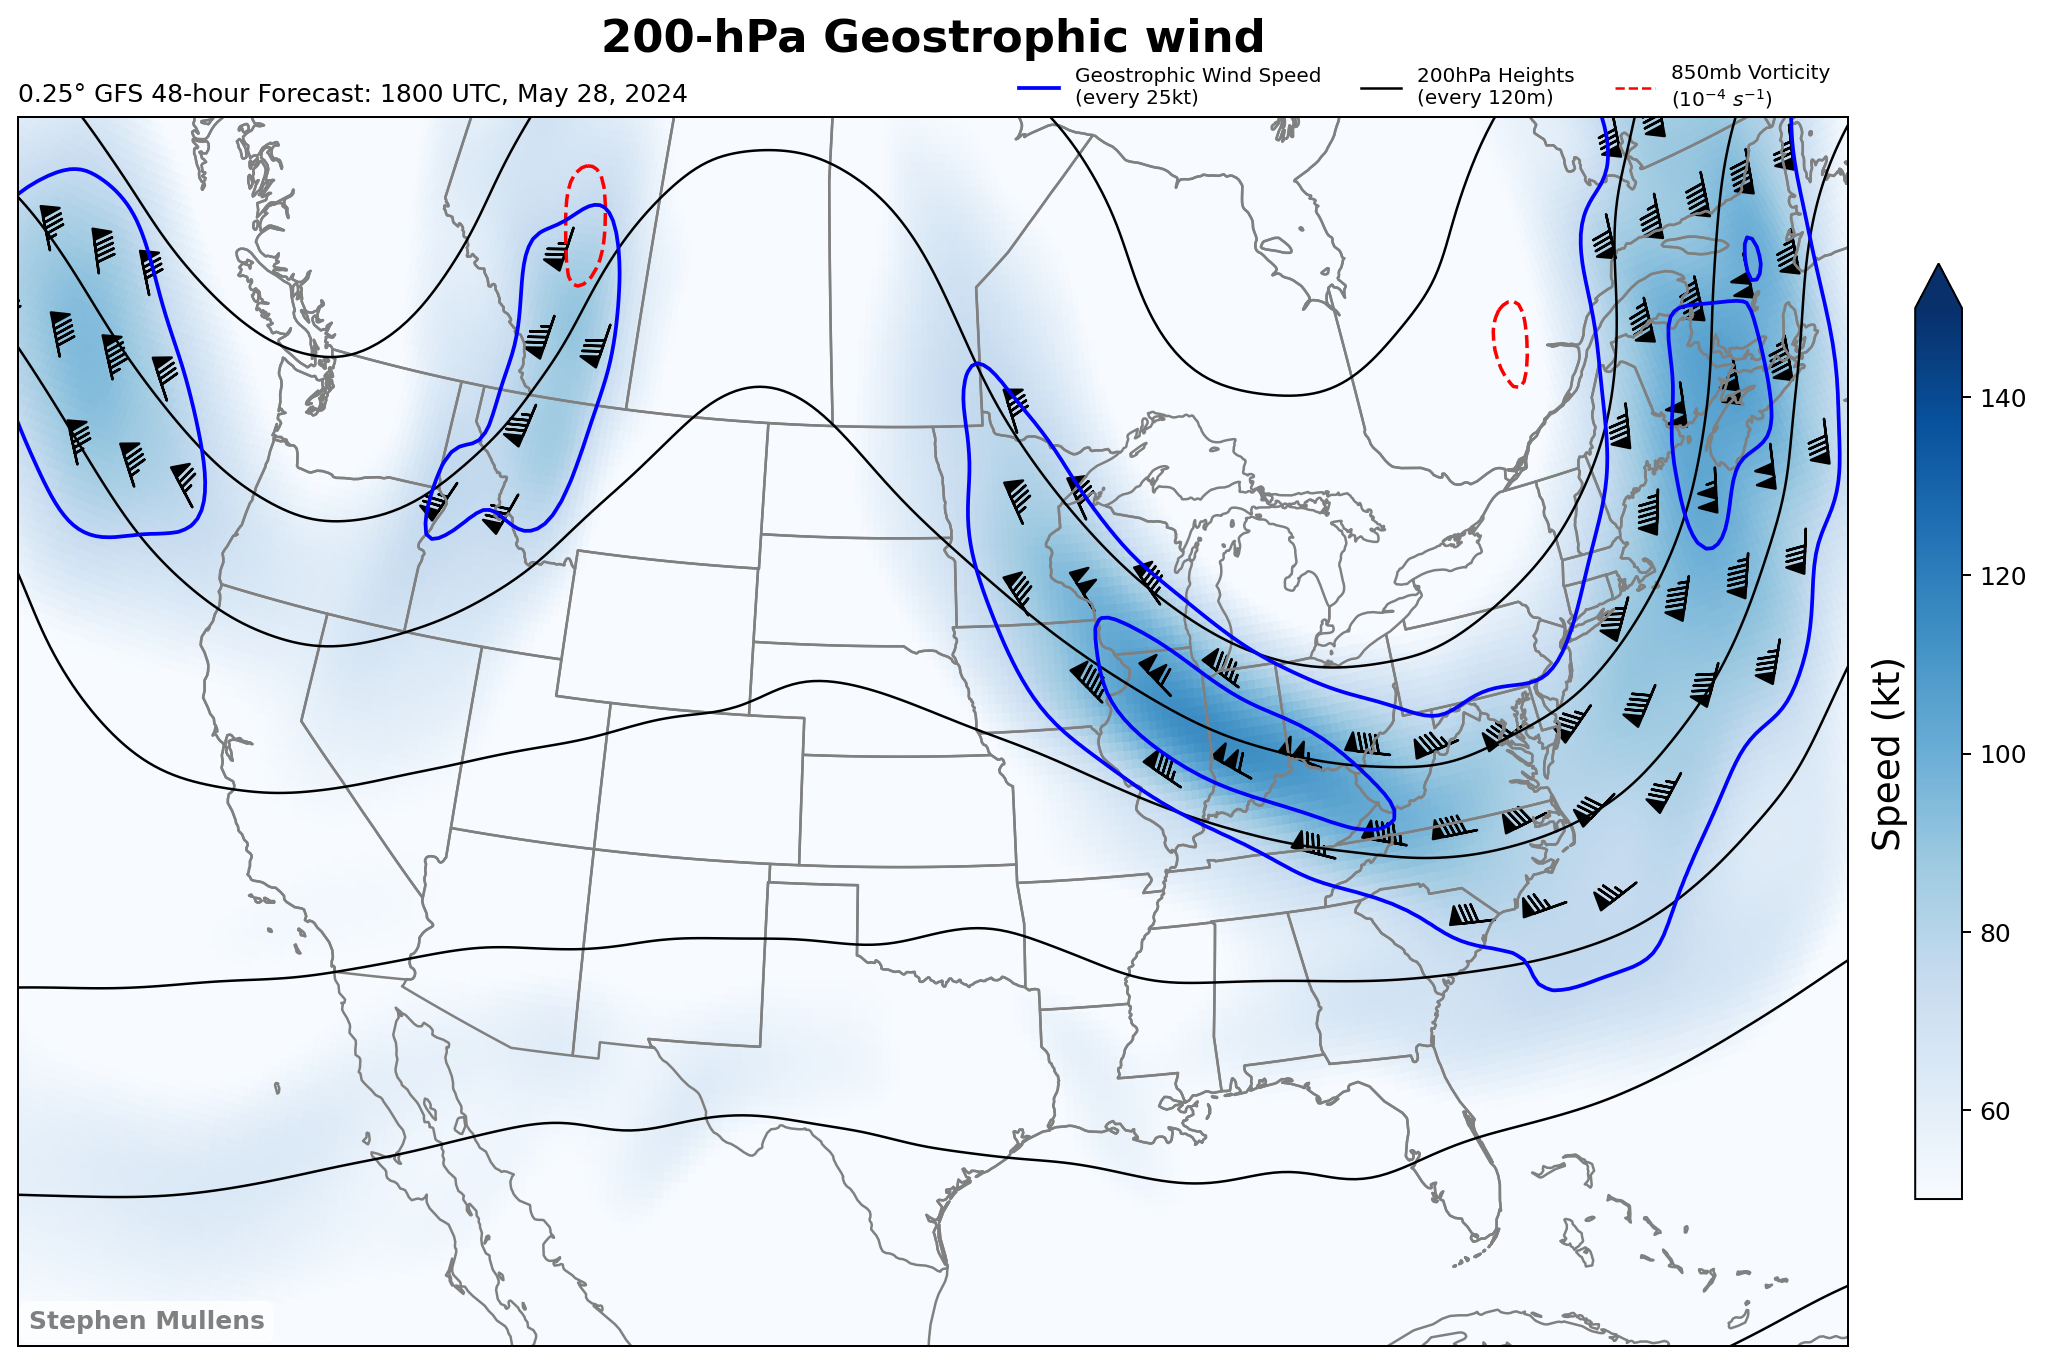 200-hPa Geostrophic wind
0.25° GFS 48-hour Forecast: 1800 UTC, May 28, 2024
Geostrophic Wind Speed
(every 25kt)
200hPa Heights
(every 120m)
850mb Vorticity
(10⁻⁴ s⁻¹)
140
120
100
80
60
Speed (kt)
Stephen Mullens